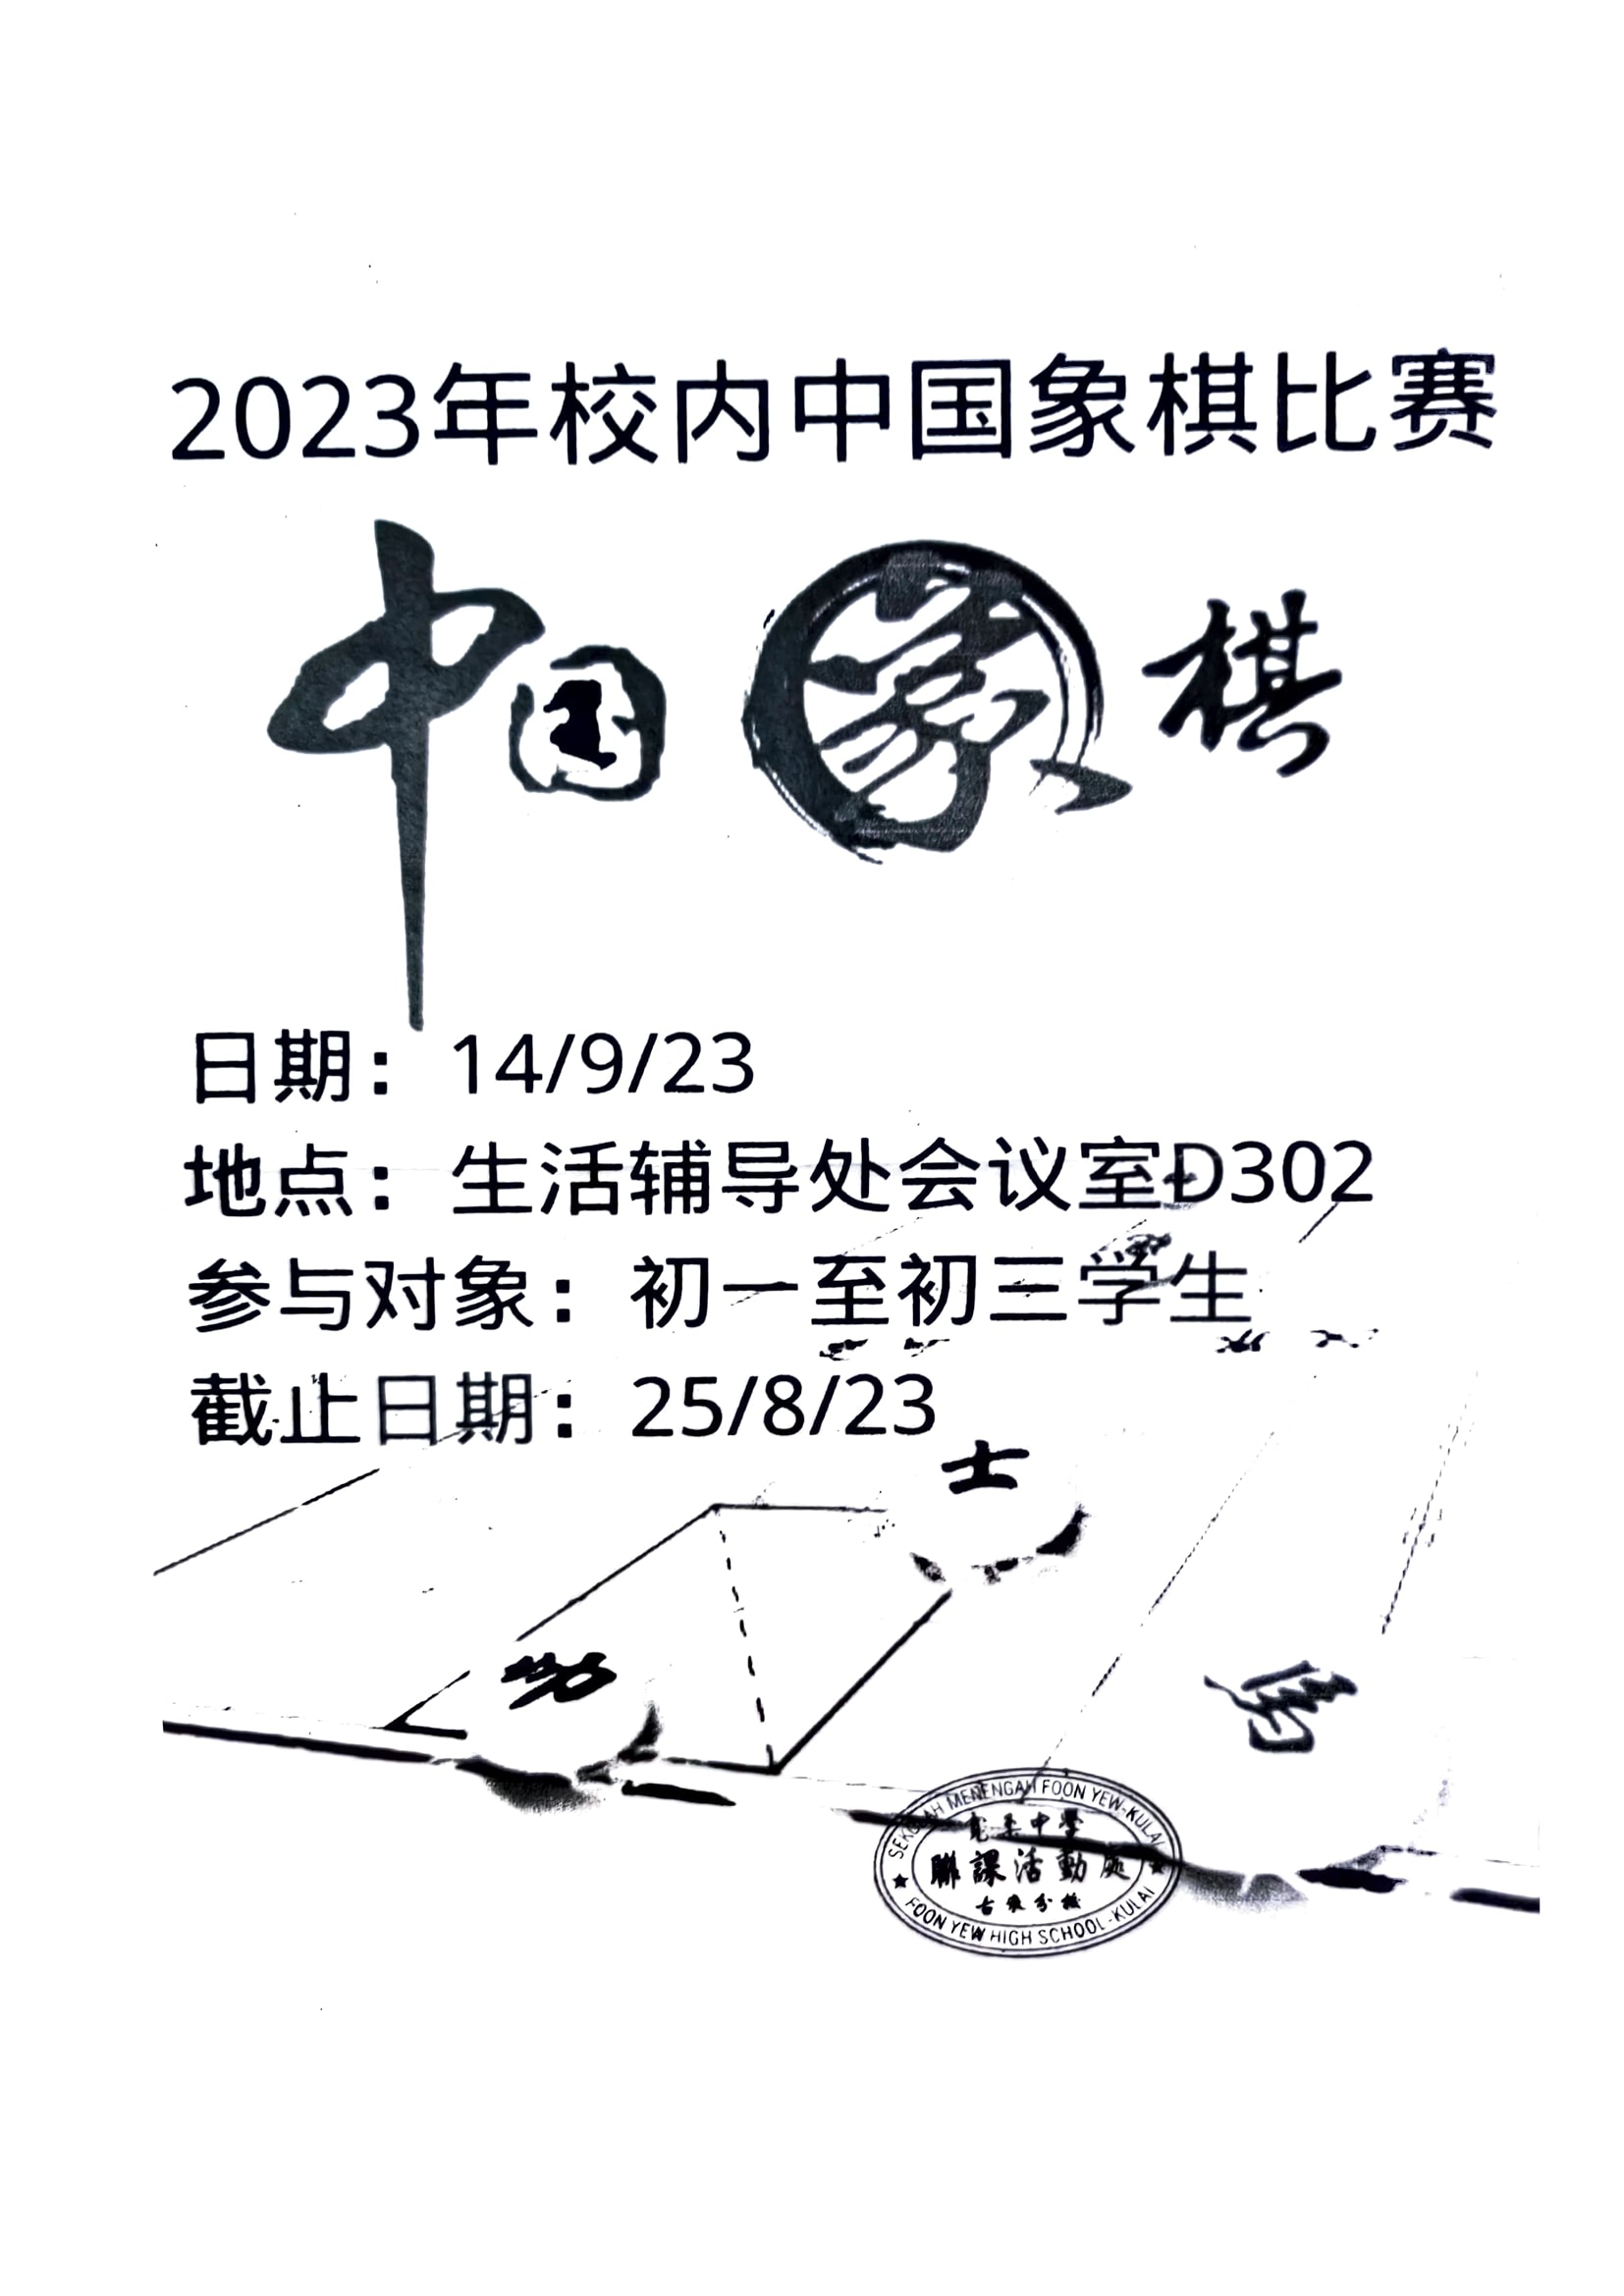 2023年校内中国象棋比赛
中国象棋
日期：14/9/23
地点：生活辅导处会议室D302
参与对象：初一至初三学生
截止日期：25/8/23
士
馬
SEKOLAH MENENGAH FOON YEW-KULAI
寬柔中學
聯課活動處
古來分校
FOON YEW HIGH SCHOOL-KULAI